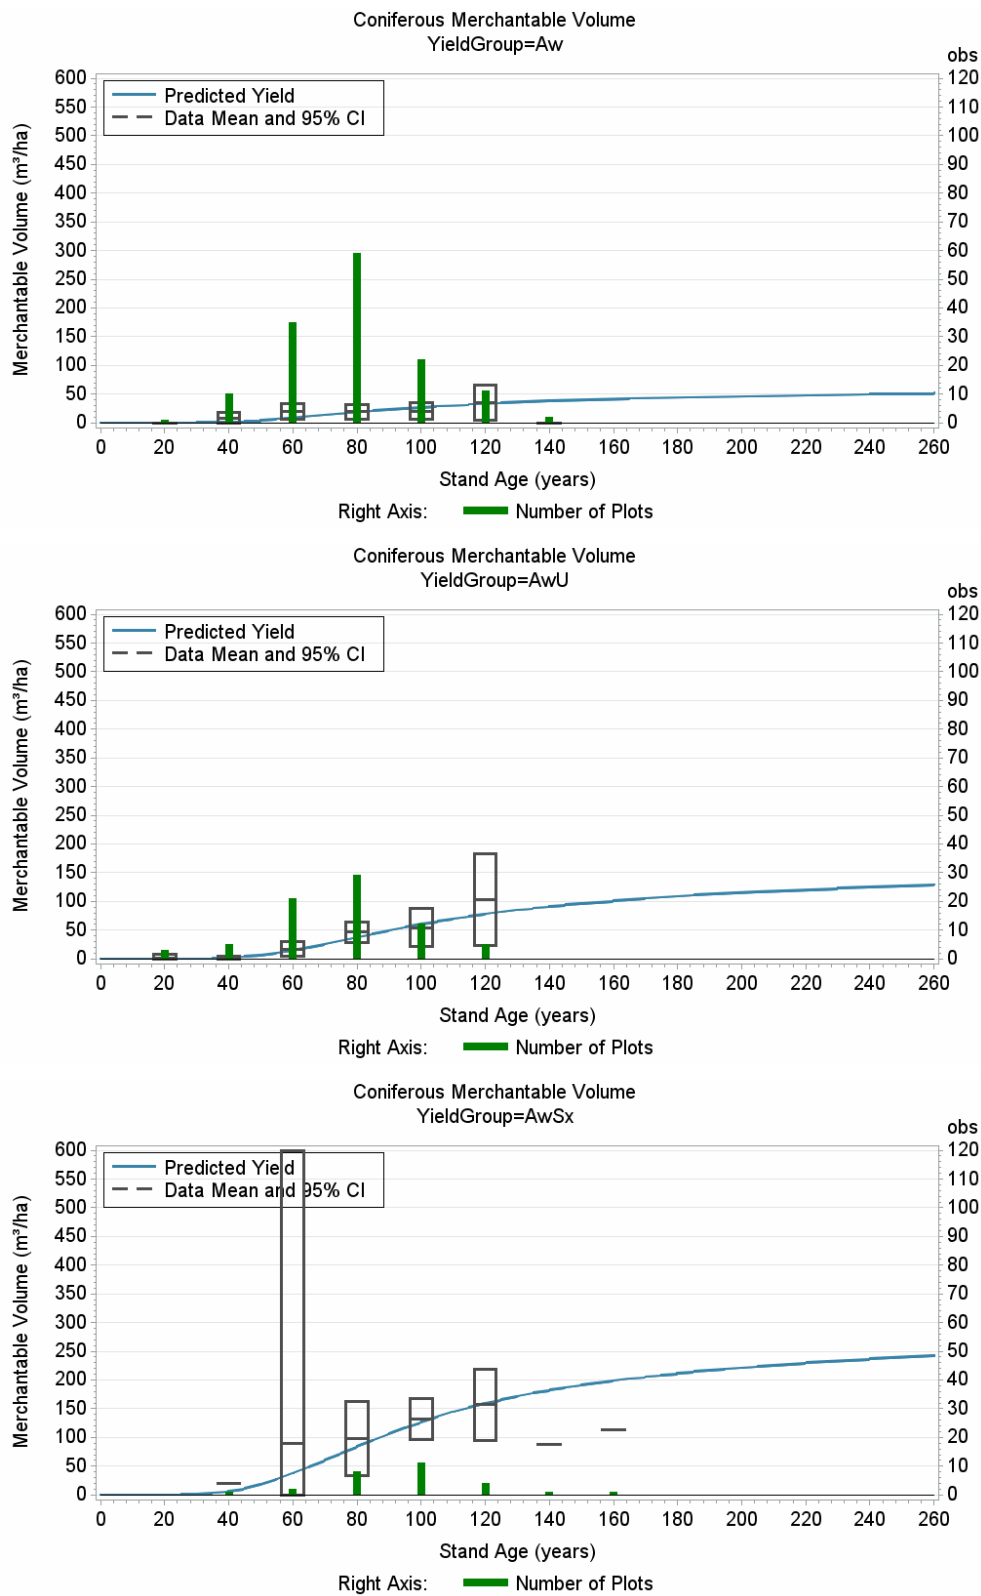 Coniferous Merchantable Volume
YieldGroup=Aw
obs
Merchantable Volume (m³/ha)
600 120
550 110
500 100
450 90
400 80
350 70
300 60
250 50
200 40
150 30
100 20
50 10
0 0
Predicted Yield
Data Mean and 95% CI
0 20 40 60 80 100 120 140 160 180 200 220 240 260
Stand Age (years)
Right Axis: Number of Plots
Coniferous Merchantable Volume
YieldGroup=AwU
obs
Merchantable Volume (m³/ha)
600 120
550 110
500 100
450 90
400 80
350 70
300 60
250 50
200 40
150 30
100 20
50 10
0 0
Predicted Yield
Data Mean and 95% CI
0 20 40 60 80 100 120 140 160 180 200 220 240 260
Stand Age (years)
Right Axis: Number of Plots
Coniferous Merchantable Volume
YieldGroup=AwSx
obs
Merchantable Volume (m³/ha)
600 120
550 110
500 100
450 90
400 80
350 70
300 60
250 50
200 40
150 30
100 20
50 10
0 0
Predicted Yield
Data Mean and 95% CI
0 20 40 60 80 100 120 140 160 180 200 220 240 260
Stand Age (years)
Right Axis: Number of Plots